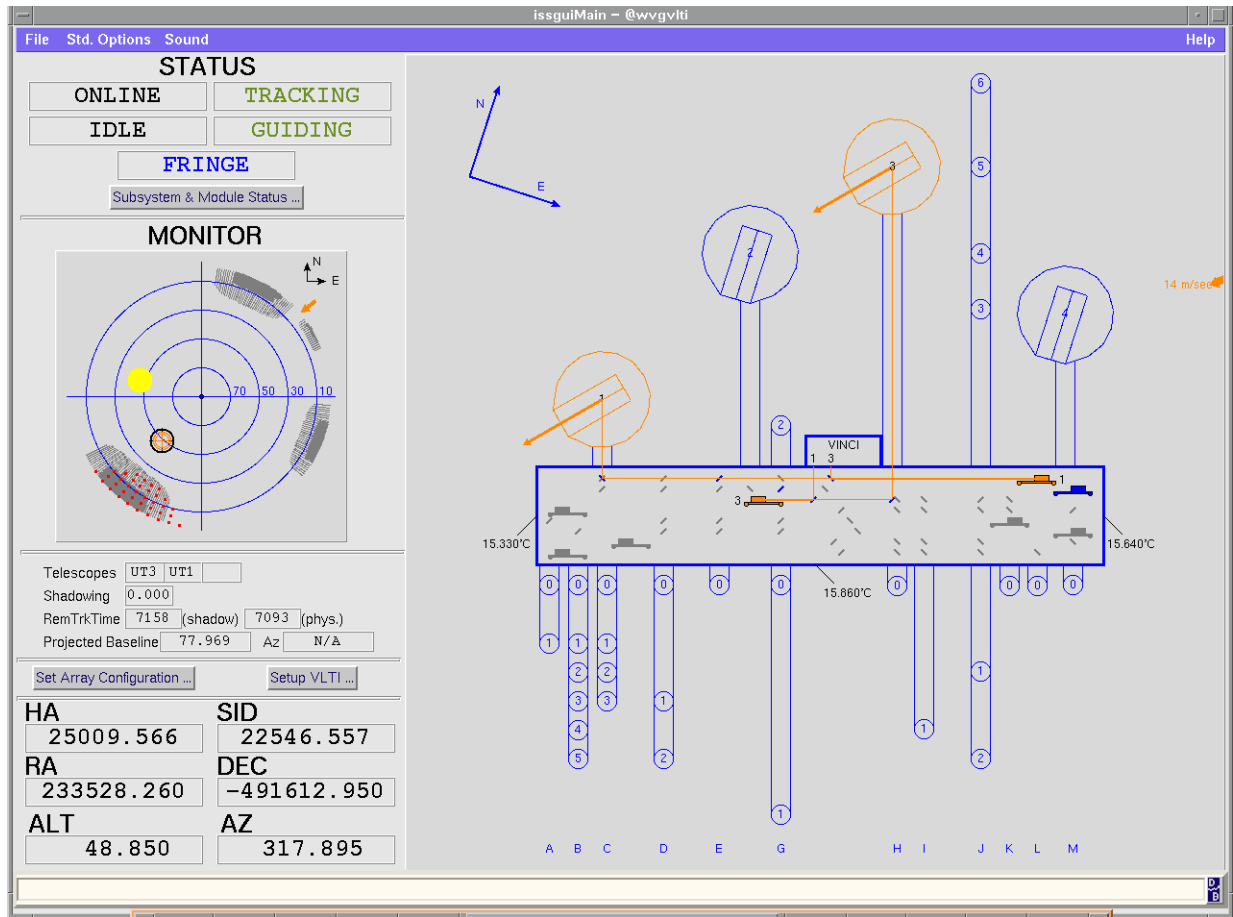 issguiMain – @wvgvlti
File Std. Options Sound Help
STATUS
ONLINE TRACKING
IDLE GUIDING
FRINGE
Subsystem & Module Status ...
MONITOR
N
E
70 50 30 10
Telescopes UT3 UT1
Shadowing 0.000
RemTrkTime 7158 (shadow) 7093 (phys.)
Projected Baseline 77.969 Az N/A
Set Array Configuration ... Setup VLTI ...
HA SID
25009.566 22546.557
RA DEC
233528.260 -491612.950
ALT AZ
48.850 317.895
N
E
6
5
4
3
3
2
4
1
14 m/sec
2
VINCI
1 3
1
3
15.330'C 15.640'C
15.860'C
0 0 0 0 0 0 0 0 0 0
1 1 1
2 2 1
3 3 1
4 1
5 2 2
1
A B C D E G H I J K L M
D
B